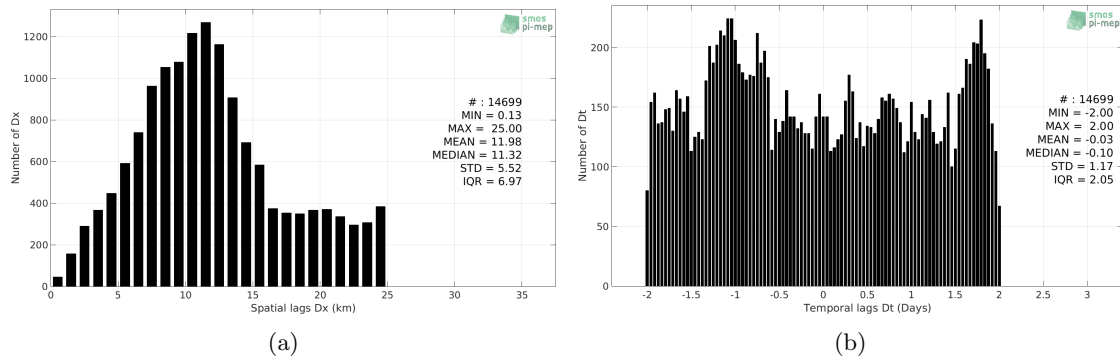 smos
pi-mep
Number of Dx
1200
1000
800
600
400
200
0
# : 14699
MIN = 0.13
MAX = 25.00
MEAN = 11.98
MEDIAN = 11.32
STD = 5.52
IQR = 6.97
0 5 10 15 20 25 30 35
Spatial lags Dx (km)
(a)
smos
pi-mep
Number of Dt
200
150
100
50
0
# : 14699
MIN = -2.00
MAX = 2.00
MEAN = -0.03
MEDIAN = -0.10
STD = 1.17
IQR = 2.05
-2 -1.5 -1 -0.5 0 0.5 1 1.5 2 2.5 3
Temporal lags Dt (Days)
(b)